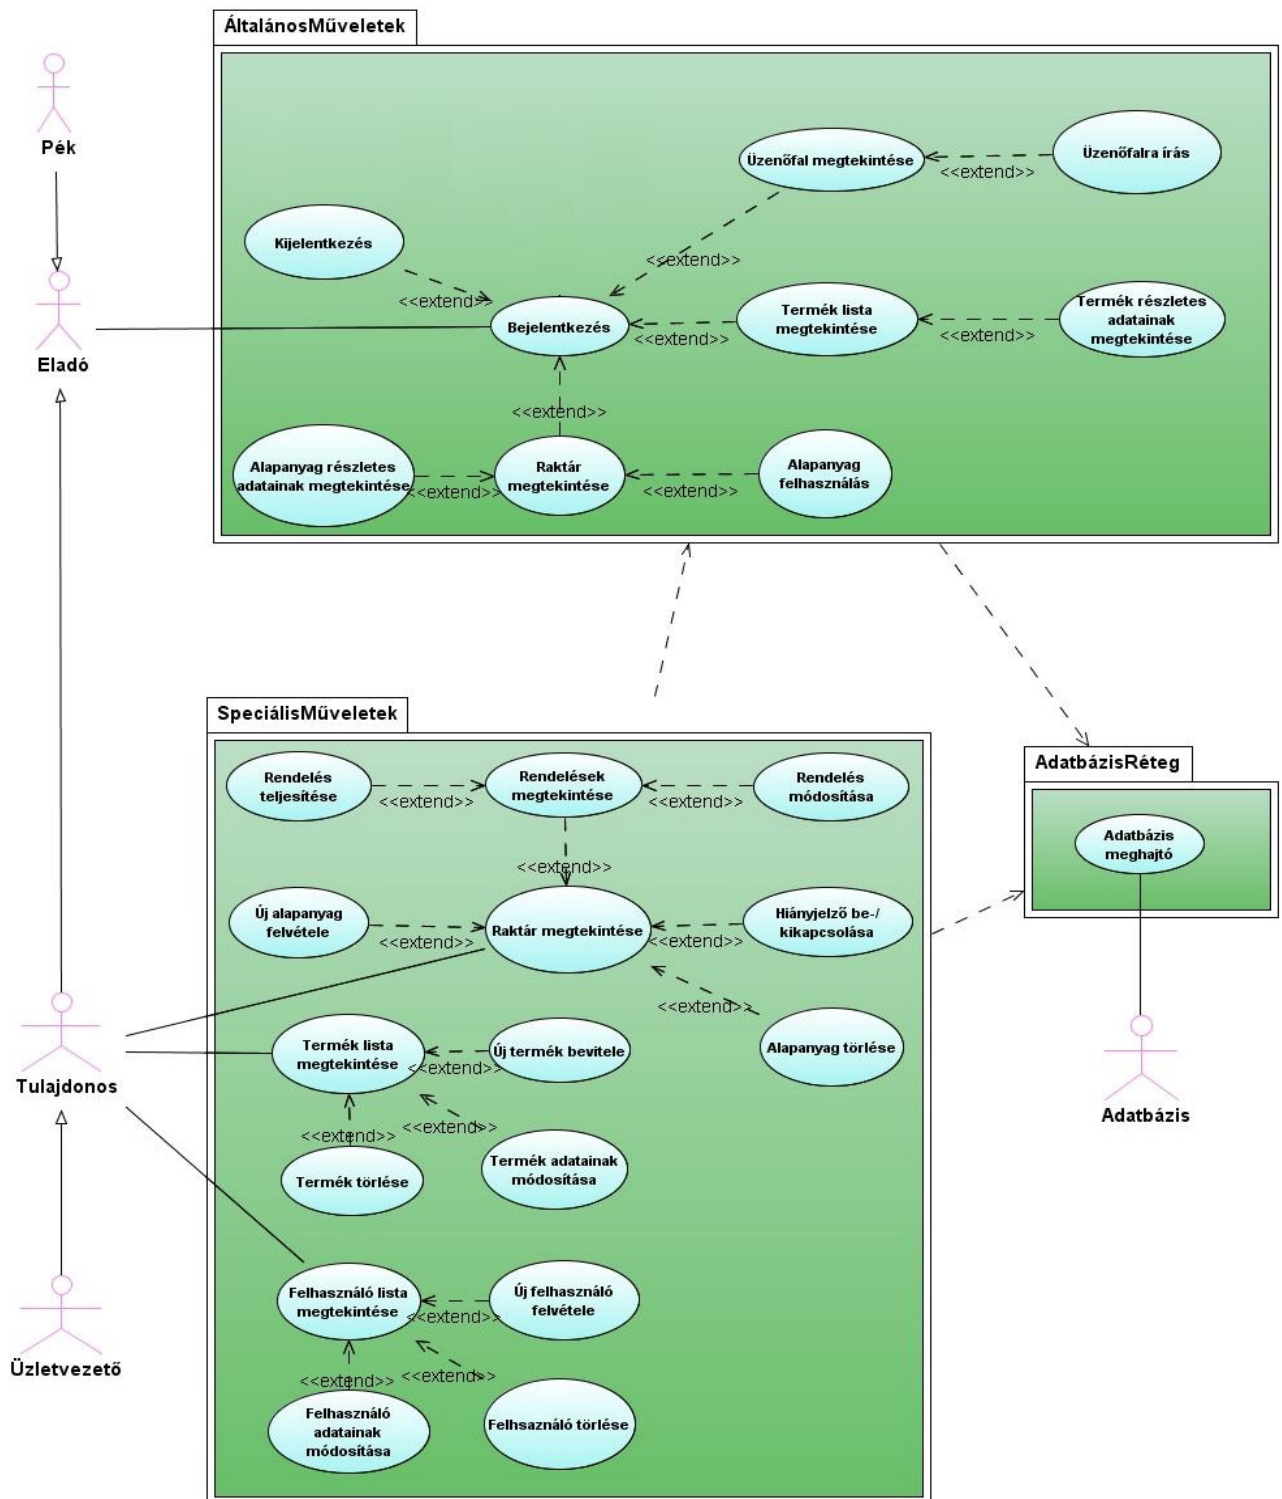 ÁltalánosMűveletek
Pék
Eladó
Üzenőfal megtekintése
<<extend>>
Üzenőfalra írás
Kijelentkezés
<<extend>>
<<extend>>
Bejelentkezés
<<extend>>
Termék lista
megtekintése
<<extend>>
Termék részletes
adatainak
megtekintése
<<extend>>
Alapanyag részletes
adatainak megtekintése
<<extend>>
Raktár
megtekintése
<<extend>>
Alapanyag
felhasználás
SpeciálisMűveletek
Rendelés
teljesítése
<<extend>>
Rendelések
megtekintése
<<extend>>
Rendelés
módosítása
<<extend>>
Új alapanyag
felvétele
<<extend>>
Raktár megtekintése
<<extend>>
Hiányjelző be-/
kikapcsolása
<<extend>>
Alapanyag törlése
Tulajdonos
Termék lista
megtekintése
<<extend>>
Új termék bevitele
<<extend>>
<<extend>>
Termék törlése
Termék adatainak
módosítása
Felhasználó lista
megtekintése
<<extend>>
Új felhasználó
felvétele
Üzletvezető
<<extend>>
<<extend>>
Felhasználó
adatainak
módosítása
Felhsaználó törlése
AdatbázisRéteg
Adatbázis
meghajtó
Adatbázis